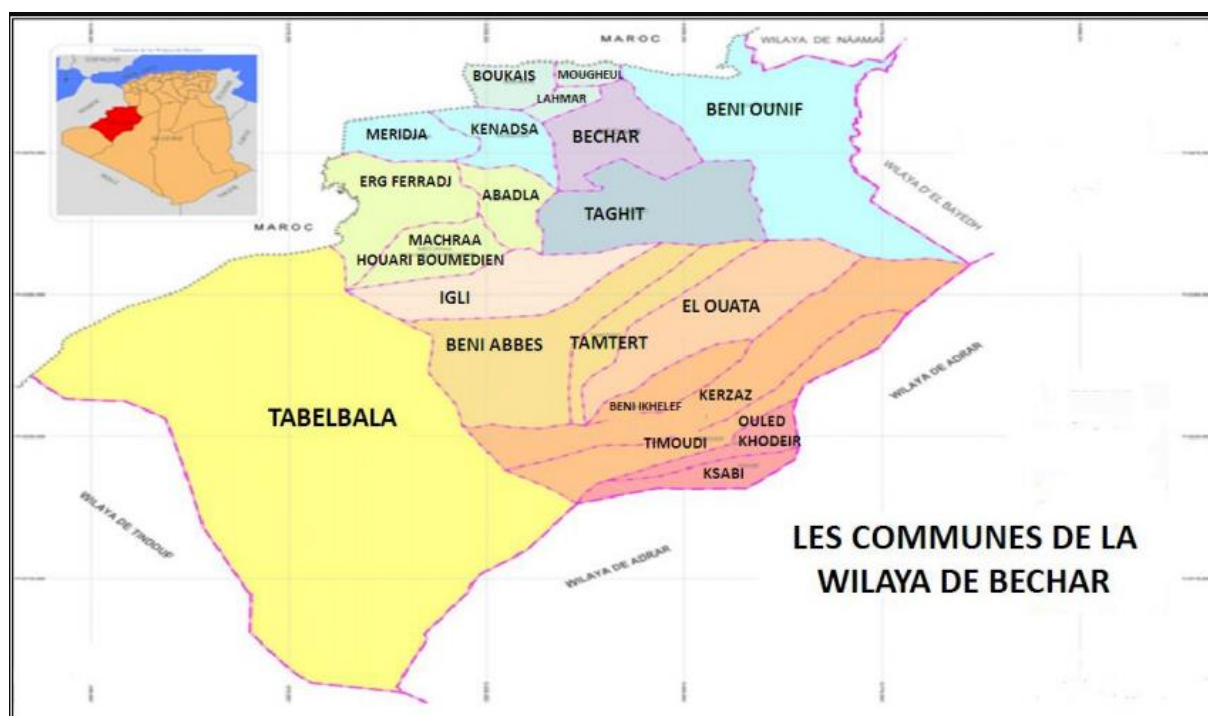 MAROC
WILAYA DE NAAMA
BOUKAIS
MOUGHEUL
LAHMAR
BENI OUNIF
MERIDJA
KENADSA
BECHAR
ERG FERRADJ
ABADLA
TAGHIT
WILAYA D'EL BAYEDH
MAROC
MACHRAA
HOUARI BOUMEDIEN
IGLI
EL OUATA
BENI ABBES
TAMTERT
WILAYA DE ADRAR
TABELBALA
BENI IKHELEF
KERZAZ
OULED
KHODEIR
TIMOUDI
KSABI
WILAYA DE TINDOUF
WILAYA DE ADRAR
LES COMMUNES DE LA
WILAYA DE BECHAR